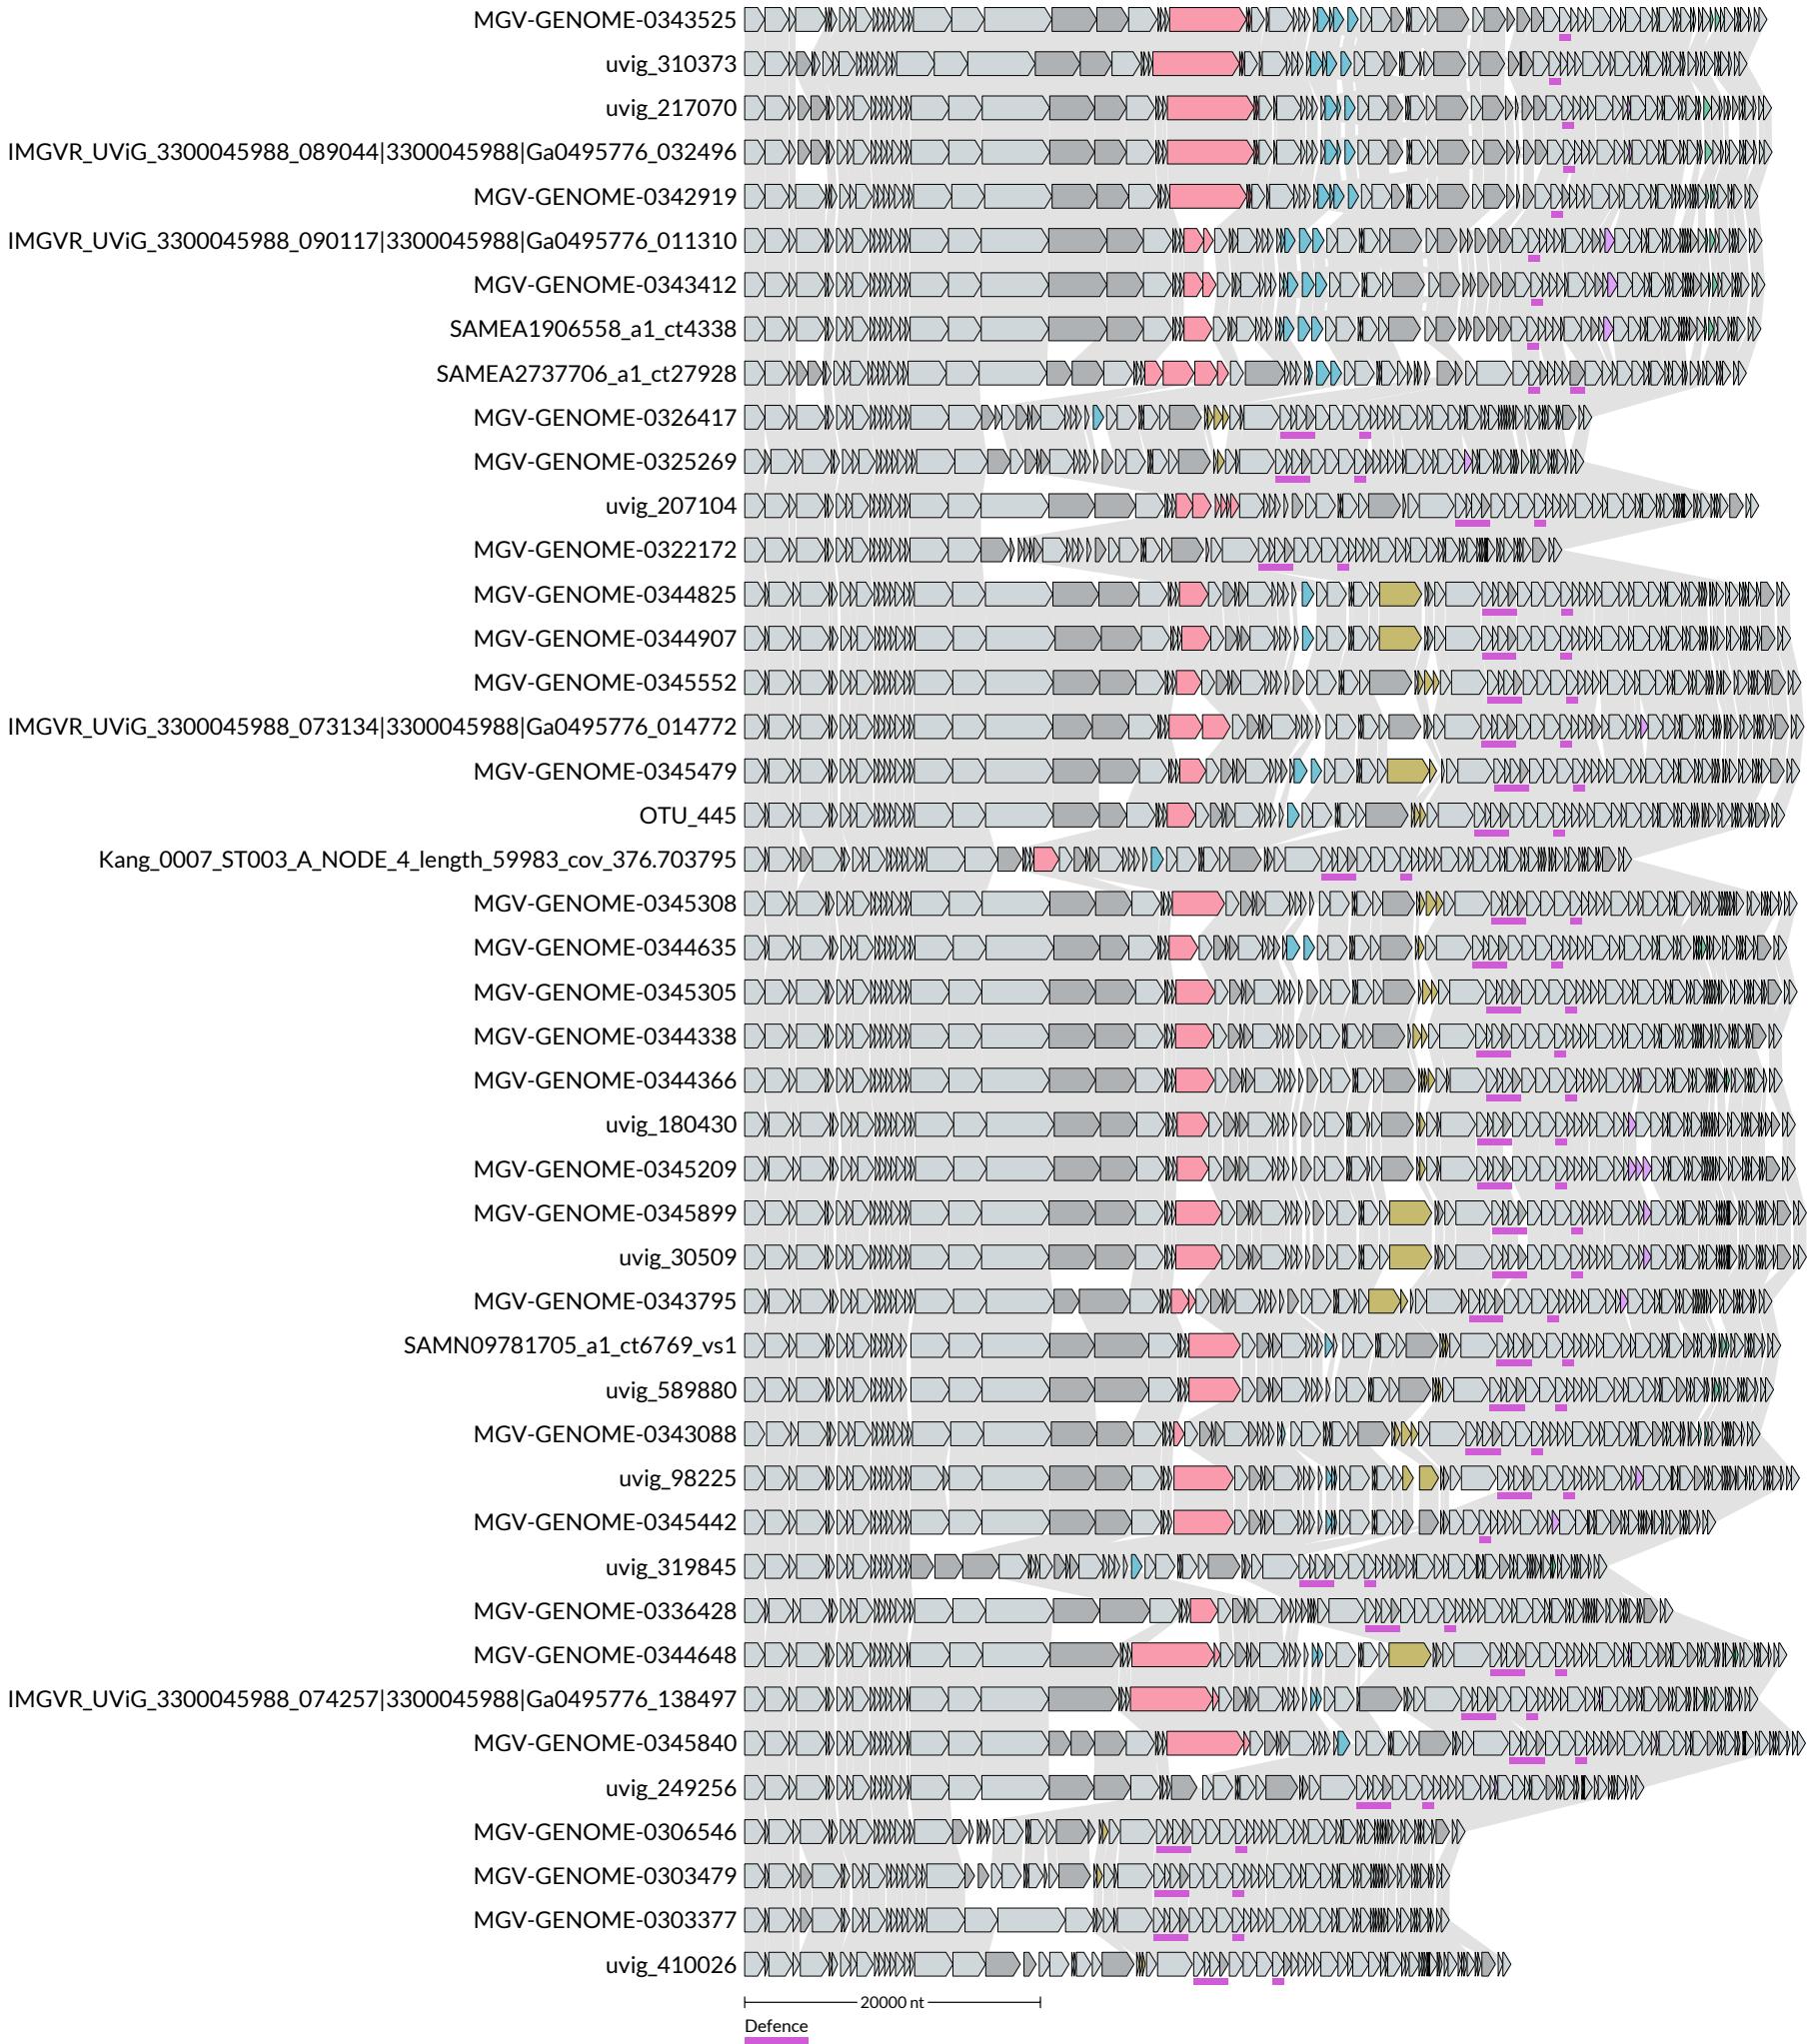 MGV-GENOME-0343525
uvig_310373
uvig_217070
IMGVR_UViG_3300045988_089044|3300045988|Ga0495776_032496
MGV-GENOME-0342919
IMGVR_UViG_3300045988_090117|3300045988|Ga0495776_011310
MGV-GENOME-0343412
SAMEA1906558_a1_ct4338
SAMEA2737706_a1_ct27928
MGV-GENOME-0326417
MGV-GENOME-0325269
uvig_207104
MGV-GENOME-0322172
MGV-GENOME-0344825
MGV-GENOME-0344907
MGV-GENOME-0345552
IMGVR_UViG_3300045988_073134|3300045988|Ga0495776_014772
MGV-GENOME-0345479
OTU_445
Kang_0007_ST003_A_NODE_4_length_59983_cov_376.703795
MGV-GENOME-0345308
MGV-GENOME-0344635
MGV-GENOME-0345305
MGV-GENOME-0344338
MGV-GENOME-0344366
uvig_180430
MGV-GENOME-0345209
MGV-GENOME-0345899
uvig_30509
MGV-GENOME-0343795
SAMN09781705_a1_ct6769_vs1
uvig_589880
MGV-GENOME-0343088
uvig_98225
MGV-GENOME-0345442
uvig_319845
MGV-GENOME-0336428
MGV-GENOME-0344648
IMGVR_UViG_3300045988_074257|3300045988|Ga0495776_138497
MGV-GENOME-0345840
uvig_249256
MGV-GENOME-0306546
MGV-GENOME-0303479
MGV-GENOME-0303377
uvig_410026
20000 nt
Defence